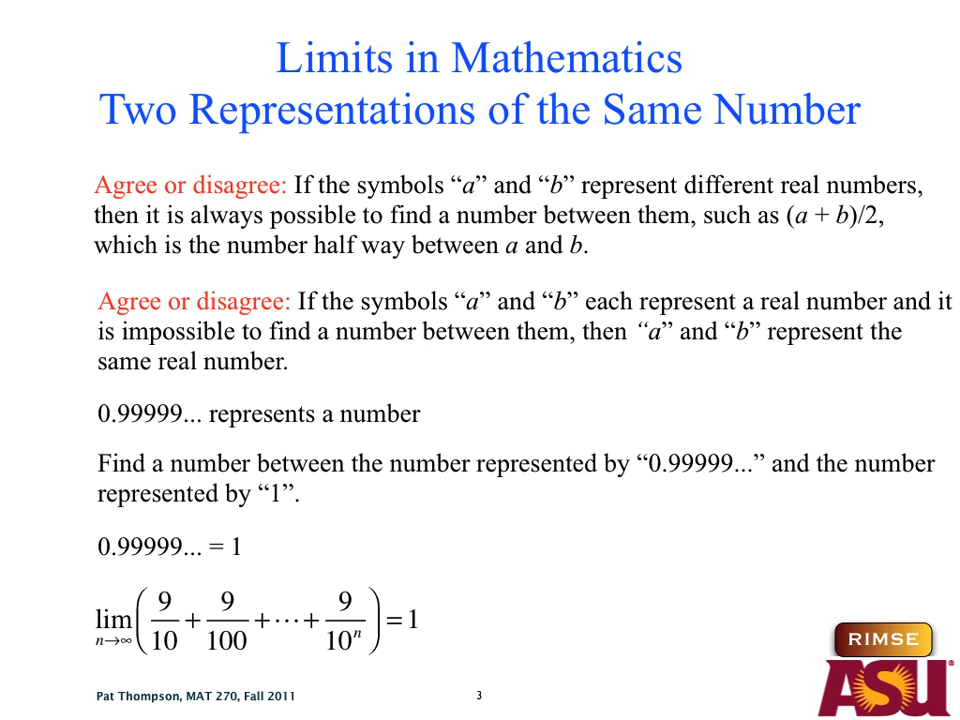 Limits in Mathematics
Two Representations of the Same Number
Agree or disagree: If the symbols “a” and “b” represent different real numbers,
then it is always possible to find a number between them, such as (a + b)/2,
which is the number half way between a and b.
Agree or disagree: If the symbols “a” and “b” each represent a real number and it
is impossible to find a number between them, then “a” and “b” represent the
same real number.
0.99999... represents a number
Find a number between the number represented by “0.99999...” and the number
represented by “1”.
0.99999... = 1
lim n→∞ (9/10 + 9/100 + ⋯ + 9/10ⁿ) = 1
RIMSE
ASU®
Pat Thompson, MAT 270, Fall 2011
3